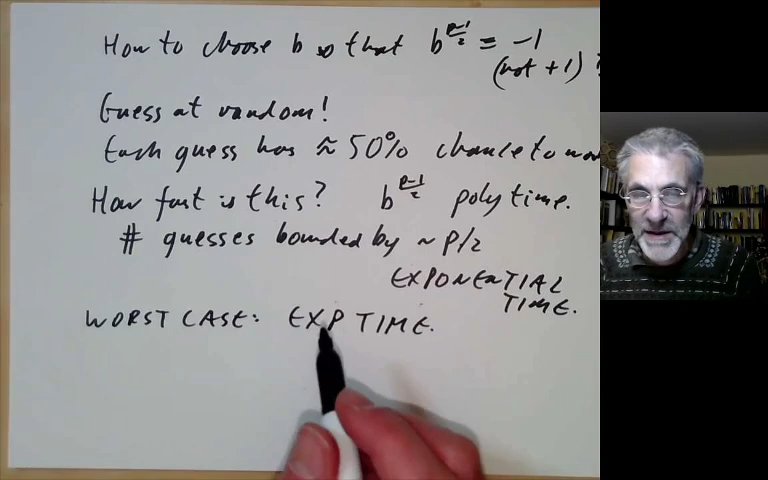 How to choose b so that b^(p-1)/2 ≡ -1
(not +1) ?
Guess at random!
Each guess has ≈ 50% chance to wo
How fast is this? b^(p-1)/2 poly time.
# guesses bounded by ~ p/2
EXPONENTIAL
TIME.
WORST CASE: EXP TIME.